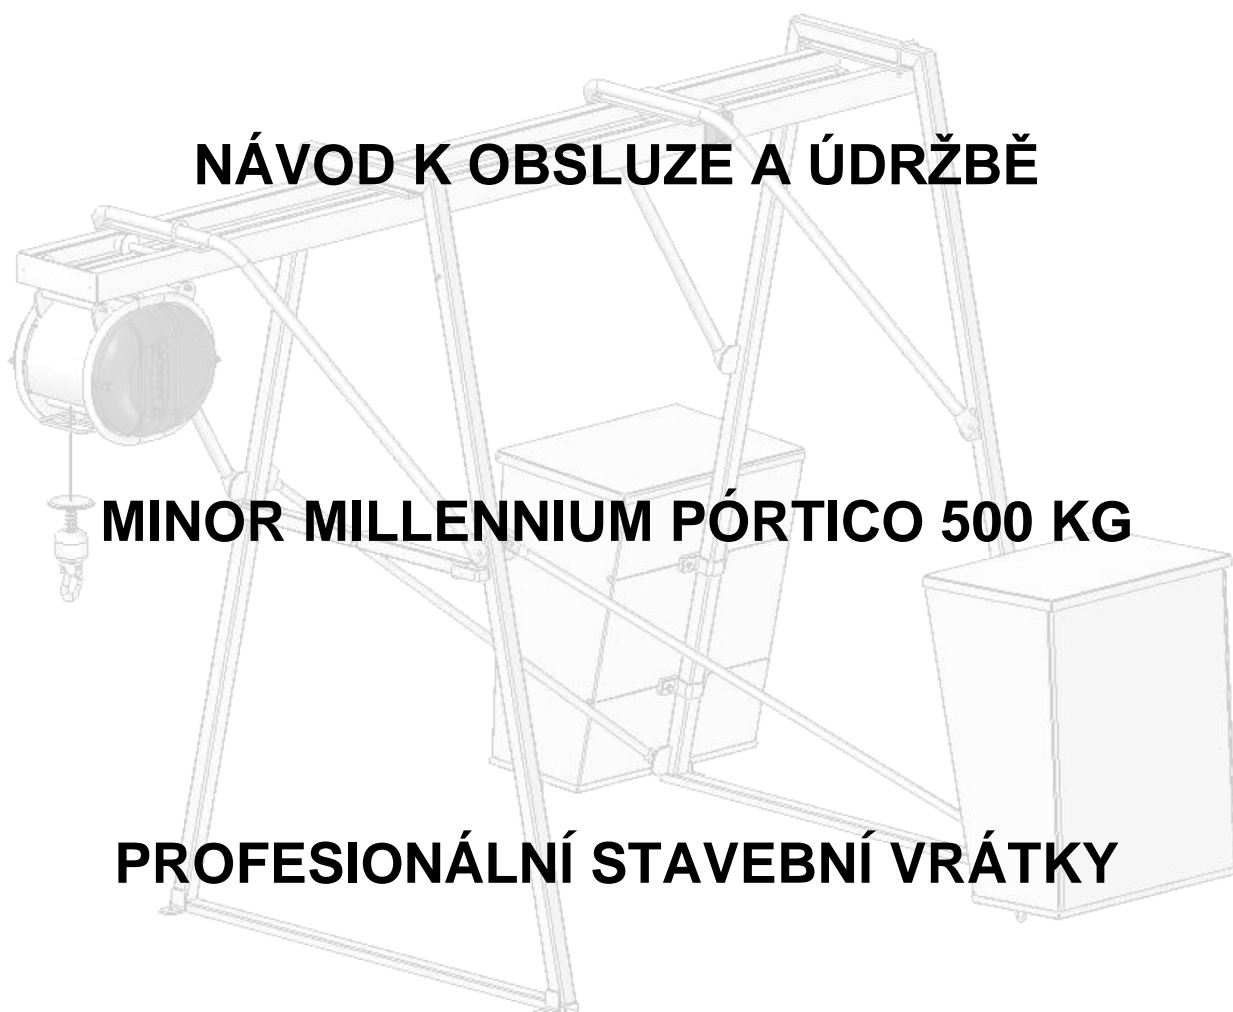 NÁVOD K OBSLUZE A ÚDRŽBĚ
MINOR MILLENNIUM PÓRTICO 500 KG
PROFESIONÁLNÍ STAVEBNÍ VRÁTKY